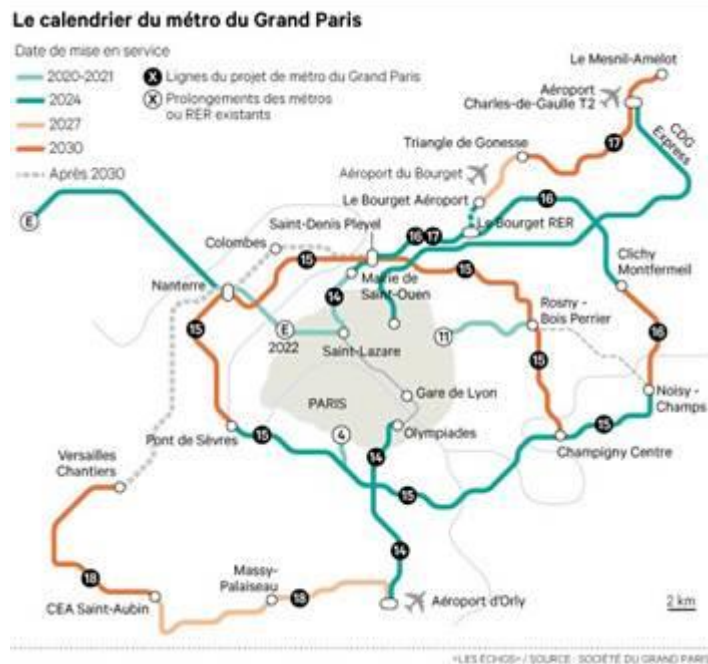 Le calendrier du métro du Grand Paris
Date de mise en service
2020-2021
2024
2027
2030
Après 2030
X Lignes du projet de métro du Grand Paris
X Prolongements des métros
ou RER existants
Le Mesnil-Amelot
Aéroport
Charles-de-Gaulle T2
17
CDG
Express
Triangle de Gonesse
Aéroport du Bourget
Le Bourget Aéroport
16
E
Saint-Denis Pleyel
16
17
Le Bourget RER
Colombes
15
15
Clichy
Montfermeil
Nanterre
14
Mairie de
Saint-Ouen
Rosny -
Bois Perrier
15
E
2022
11
16
Saint-Lazare
15
Gare de Lyon
Noisy -
Champs
PARIS
Pont de Sèvres
15
4
Olympiades
15
Champigny Centre
14
Versailles
Chantiers
15
14
Massy-
Palaiseau
18
18
CEA Saint-Aubin
Aéroport d'Orly
2 km
«LES ÉCHOS» / SOURCE : SOCIÉTÉ DU GRAND PARIS